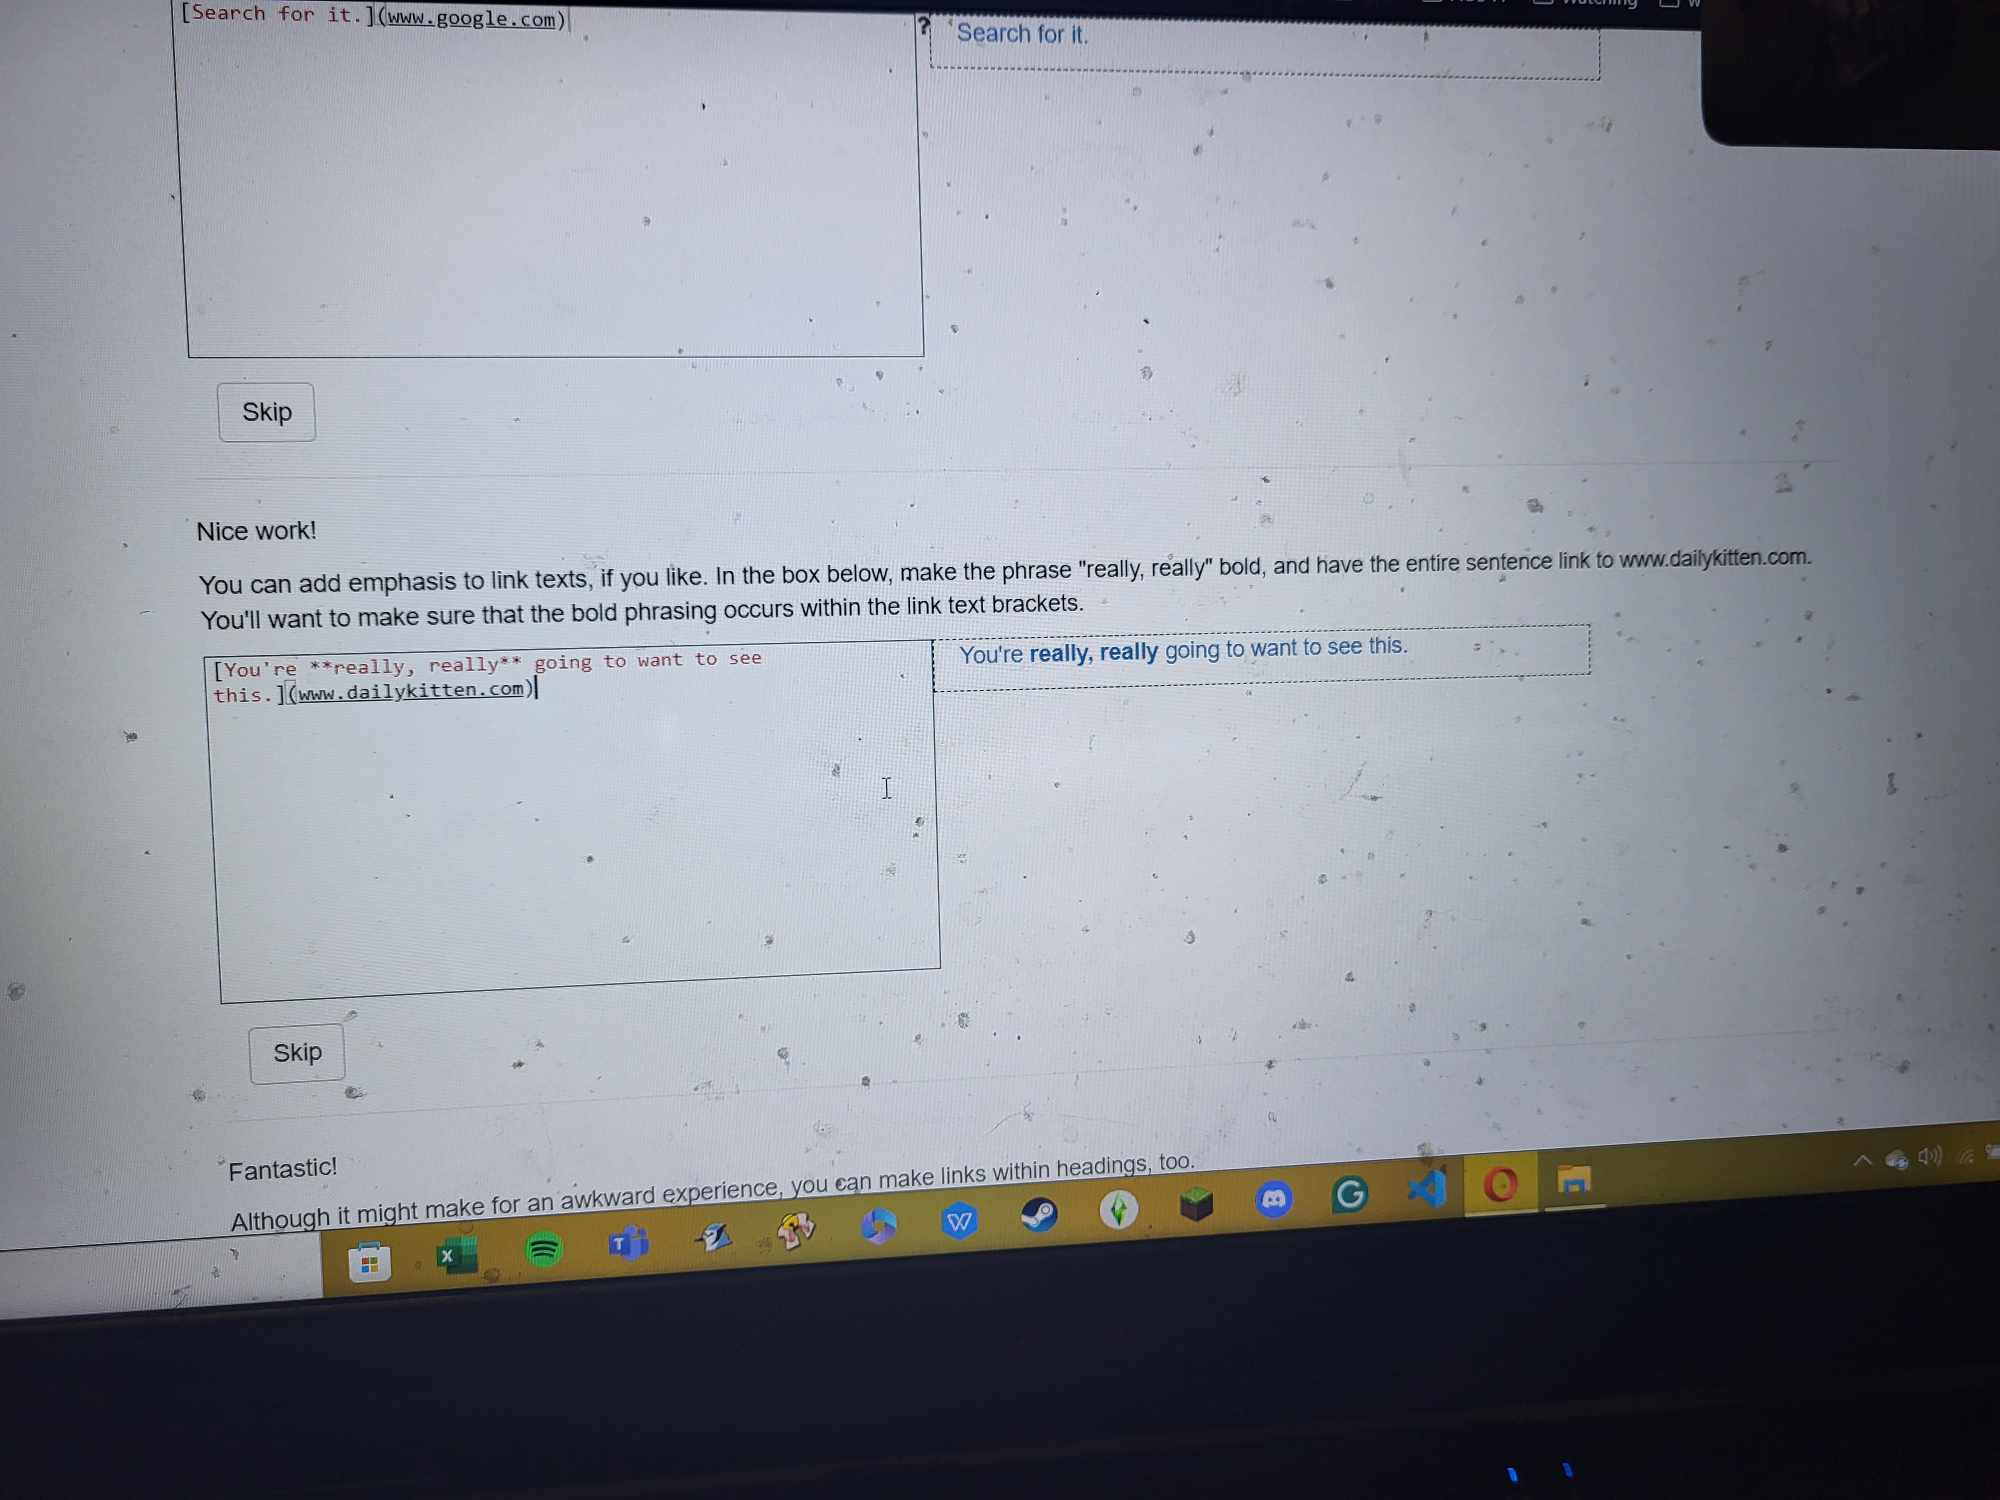 Watching
[Search for it.](www.google.com)
?
Search for it.
Skip
Nice work!
You can add emphasis to link texts, if you like. In the box below, make the phrase "really, really" bold, and have the entire sentence link to www.dailykitten.com.
You'll want to make sure that the bold phrasing occurs within the link text brackets.
[You're **really, really** going to want to see
this.](www.dailykitten.com)
You're really, really going to want to see this.
Skip
Fantastic!
Although it might make for an awkward experience, you can make links within headings, too.